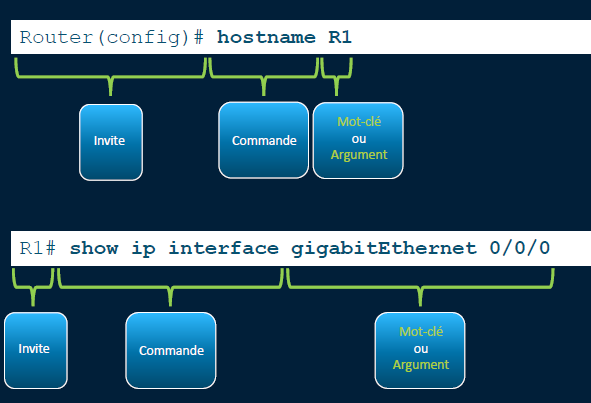 Router(config)# hostname R1
Invite
Commande
Mot-clé
ou
Argument
R1# show ip interface gigabitEthernet 0/0/0
Invite
Commande
Mot-clé
ou
Argument